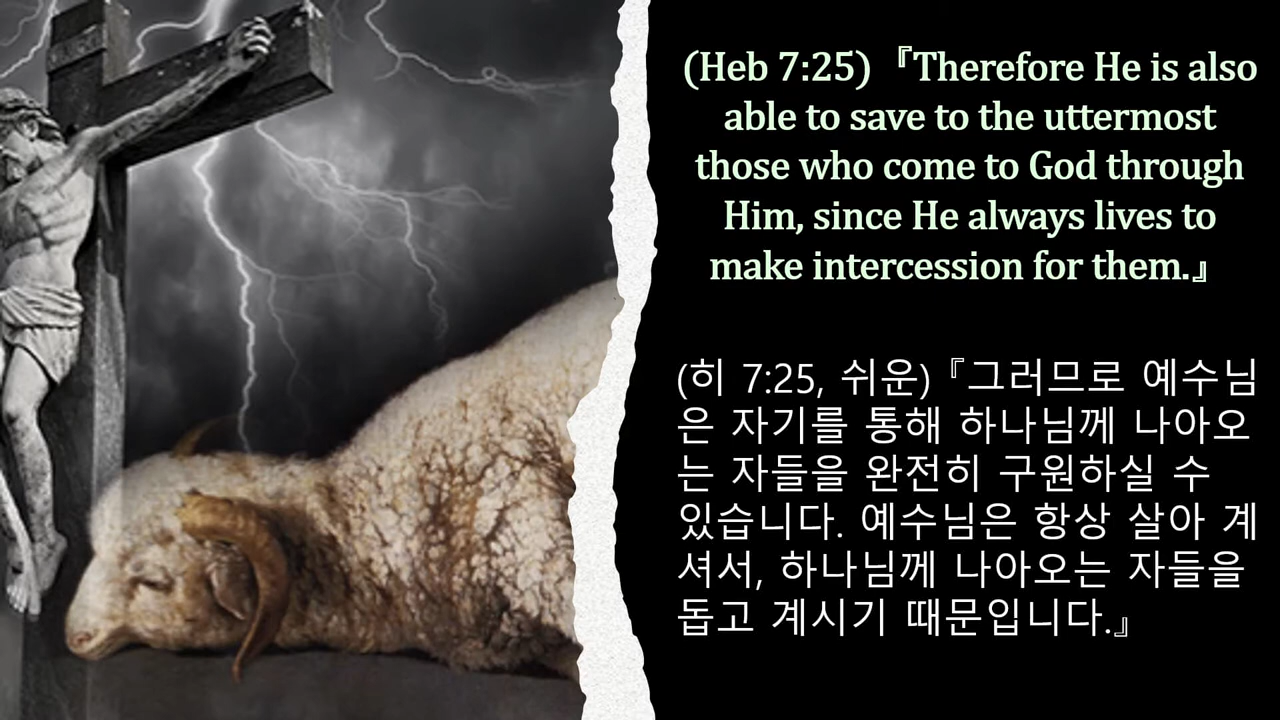 (Heb 7:25) 『Therefore He is also
able to save to the uttermost
those who come to God through
Him, since He always lives to
make intercession for them.』
(히 7:25, 쉬운)『그러므로 예수님
은 자기를 통해 하나님께 나아오
는 자들을 완전히 구원하실 수
있습니다. 예수님은 항상 살아 계
셔서, 하나님께 나아오는 자들을
돕고 계시기 때문입니다.』